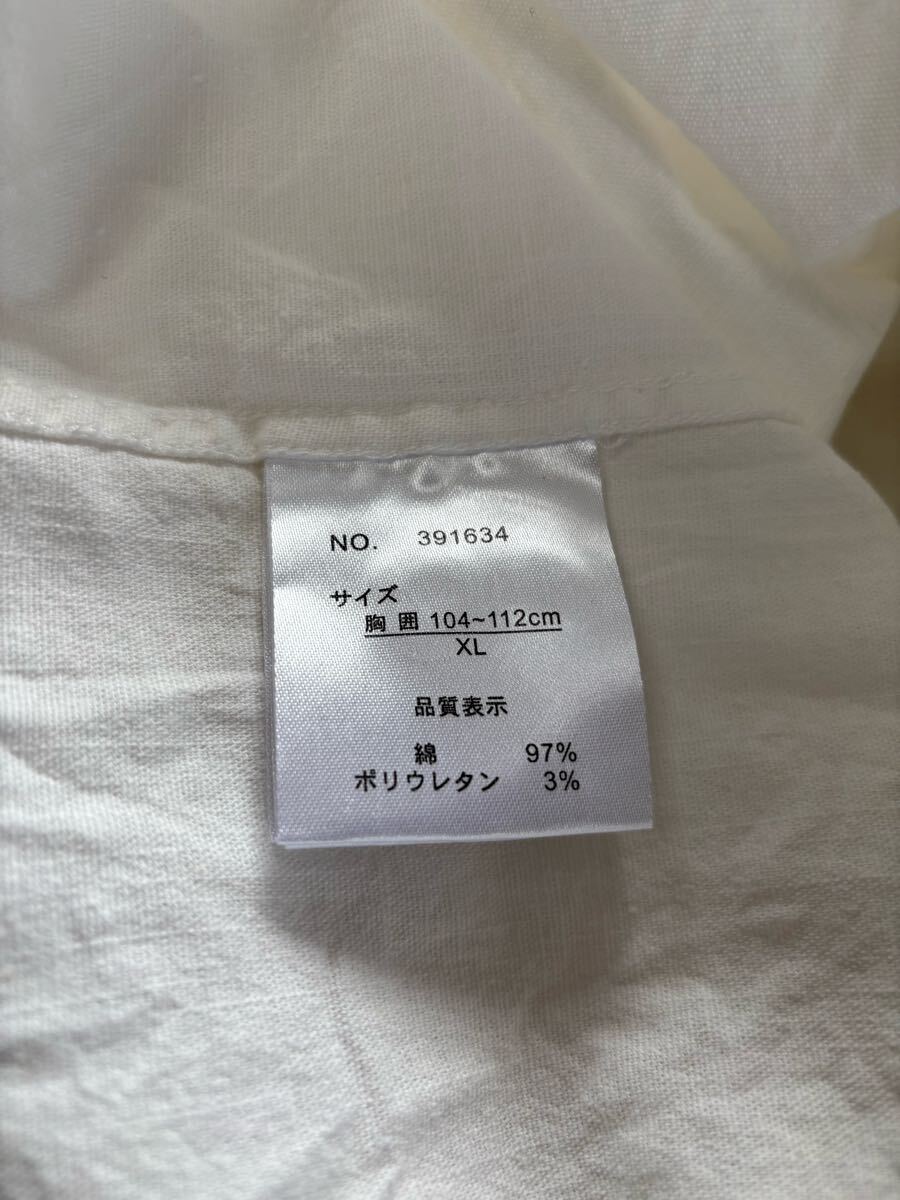 NO. 391634
サイズ
胸囲 104~112cm
XL
品質表示
綿 97%
ポリウレタン 3%